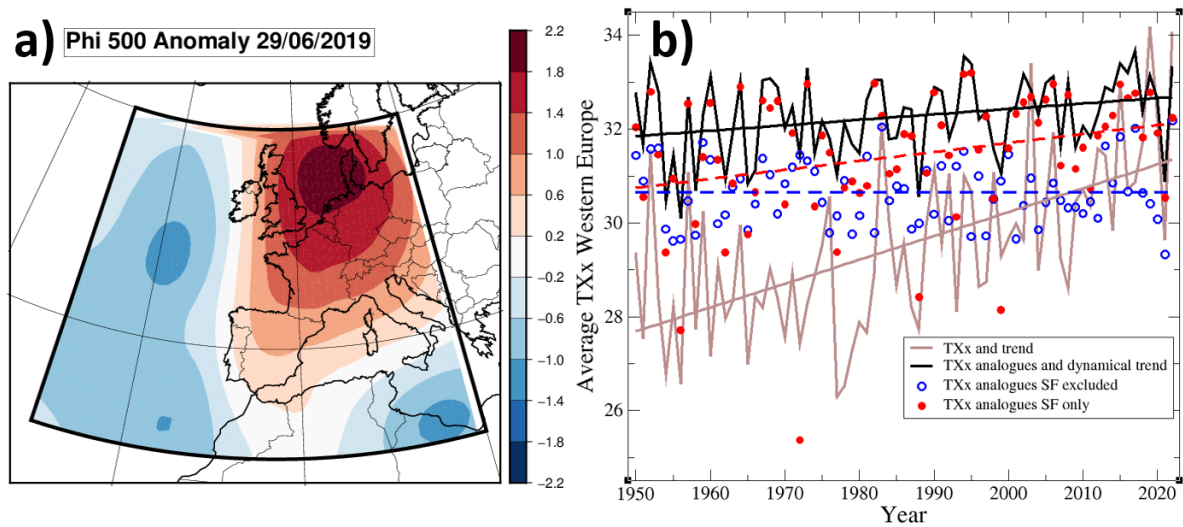 a)
Phi 500 Anomaly 29/06/2019
2.2
1.8
1.4
1.0
0.6
0.2
−0.2
−0.6
−1.0
−1.4
−1.8
−2.2
b)
Average TXx Western Europe
34
32
30
28
26
TXx and trend
TXx analogues and dynamical trend
TXx analogues SF excluded
TXx analogues SF only
1950 1960 1970 1980 1990 2000 2010 2020
Year